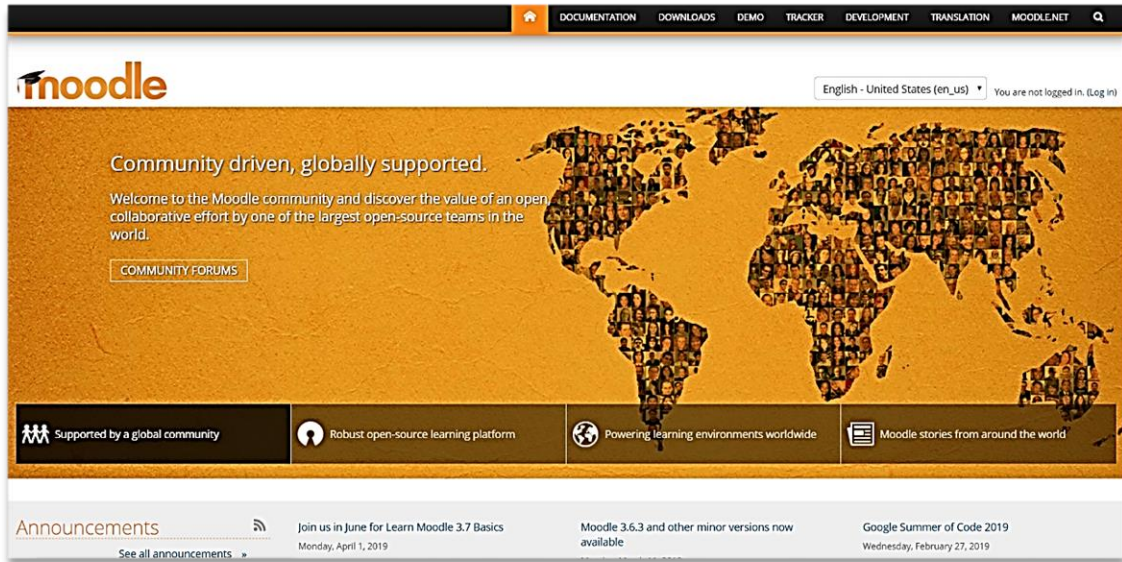 DOCUMENTATION DOWNLOADS DEMO TRACKER DEVELOPMENT TRANSLATION MOODLE.NET
moodle
English - United States (en_us) You are not logged in. (Log in)
Community driven, globally supported.
Welcome to the Moodle community and discover the value of an open,
collaborative effort by one of the largest open-source teams in the
world.
COMMUNITY FORUMS
Supported by a global community
Robust open-source learning platform
Powering learning environments worldwide
Moodle stories from around the world
Announcements
See all announcements »
Join us in June for Learn Moodle 3.7 Basics
Monday, April 1, 2019
Moodle 3.6.3 and other minor versions now
available
Google Summer of Code 2019
Wednesday, February 27, 2019